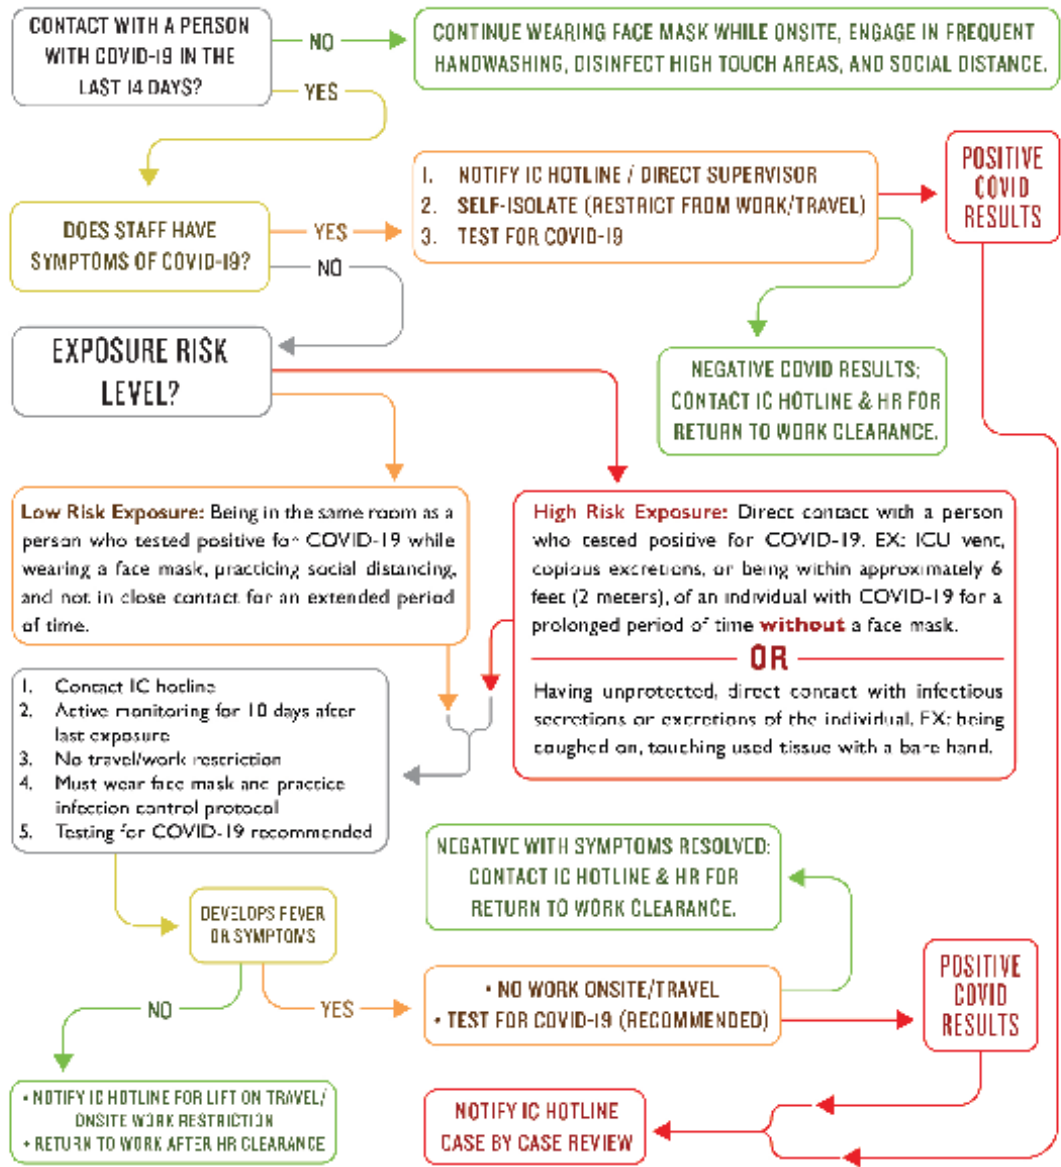 CONTACT WITH A PERSON
WITH COVID-19 IN THE
LAST 14 DAYS?
NO
CONTINUE WEARING FACE MASK WHILE ONSITE, ENGAGE IN FREQUENT
HANDWASHING, DISINFECT HIGH TOUCH AREAS, AND SOCIAL DISTANCE.
YES
DOES STAFF HAVE
SYMPTOMS OF COVID-19?
YES
1. NOTIFY IC HOTLINE / DIRECT SUPERVISOR
2. SELF-ISOLATE (RESTRICT FROM WORK/TRAVEL)
3. TEST FOR COVID-19
POSITIVE
COVID
RESULTS
NO
NEGATIVE COVID RESULTS;
CONTACT IC HOTLINE & HR FOR
RETURN TO WORK CLEARANCE.
EXPOSURE RISK
LEVEL?
Low Risk Exposure: Being in the same room as a
person who tested positive for COVID-19 while
wearing a face mask, practicing social distancing,
and not in close contact for an extended period
of time.
High Risk Exposure: Direct contact with a person
who tested positive for COVID-19. EX: ICU vent,
copious excretions, or being within approximately 6
feet (2 meters), of an individual with COVID-19 for a
prolonged period of time without a face mask.
OR
Having unprotected, direct contact with infectious
secretions or excretions of the individual. EX: being
coughed on, touching used tissue with a bare hand.
1. Contact IC hotline
2. Active monitoring for 10 days after
last exposure
3. No travel/work restriction
4. Must wear face mask and practice
infection control protocol
5. Testing for COVID-19 recommended
DEVELOPS FEVER
OR SYMPTOMS
NO
YES
NEGATIVE WITH SYMPTOMS RESOLVED:
CONTACT IC HOTLINE & HR FOR
RETURN TO WORK CLEARANCE.
• NO WORK ONSITE/TRAVEL
• TEST FOR COVID-19 (RECOMMENDED)
POSITIVE
COVID
RESULTS
• NOTIFY IC HOTLINE FOR LIFT ON TRAVEL/
ONSITE WORK RESTRICTION
• RETURN TO WORK AFTER HR CLEARANCE
NOTIFY IC HOTLINE
CASE BY CASE REVIEW